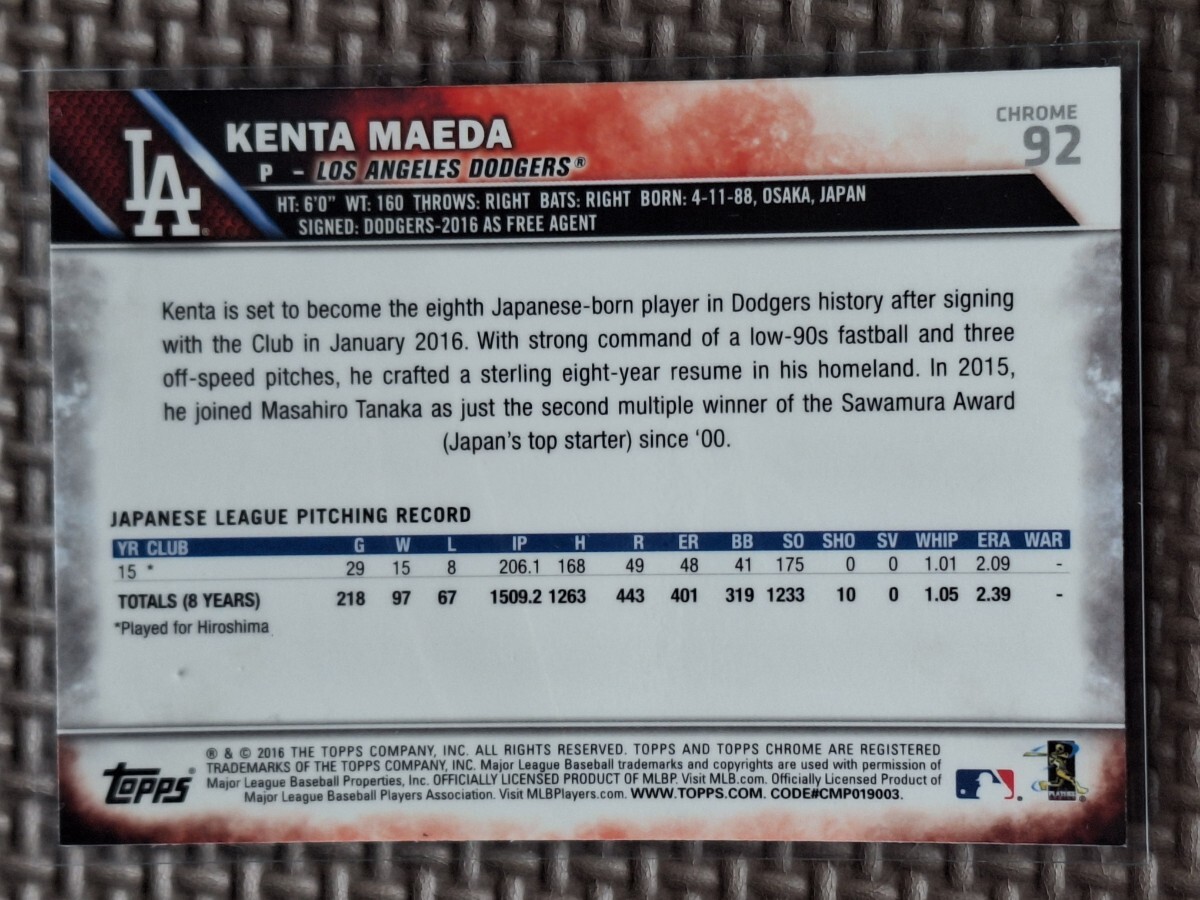 CHROME
92
LA
KENTA MAEDA
P - LOS ANGELES DODGERS®
HT: 6'0" WT: 160 THROWS: RIGHT BATS: RIGHT BORN: 4-11-88, OSAKA, JAPAN
SIGNED: DODGERS-2016 AS FREE AGENT
Kenta is set to become the eighth Japanese-born player in Dodgers history after signing
with the Club in January 2016. With strong command of a low-90s fastball and three
off-speed pitches, he crafted a sterling eight-year resume in his homeland. In 2015,
he joined Masahiro Tanaka as just the second multiple winner of the Sawamura Award
(Japan's top starter) since '00.
JAPANESE LEAGUE PITCHING RECORD
YR CLUB G W L IP H R ER BB SO SHO SV WHIP ERA WAR
15 * 29 15 8 206.1 168 49 48 41 175 0 0 1.01 2.09 -
TOTALS (8 YEARS) 218 97 67 1509.2 1263 443 401 319 1233 10 0 1.05 2.39 -
*Played for Hiroshima
® & © 2016 THE TOPPS COMPANY, INC. ALL RIGHTS RESERVED. TOPPS AND TOPPS CHROME ARE REGISTERED
TRADEMARKS OF THE TOPPS COMPANY, INC. Major League Baseball trademarks and copyrights are used with permission of
Major League Baseball Properties, Inc. OFFICIALLY LICENSED PRODUCT OF MLBP. Visit MLB.com. Officially Licensed Product of
Major League Baseball Players Association. Visit MLBPlayers.com. WWW.TOPPS.COM. CODE#CMP019003.
TOPPS®